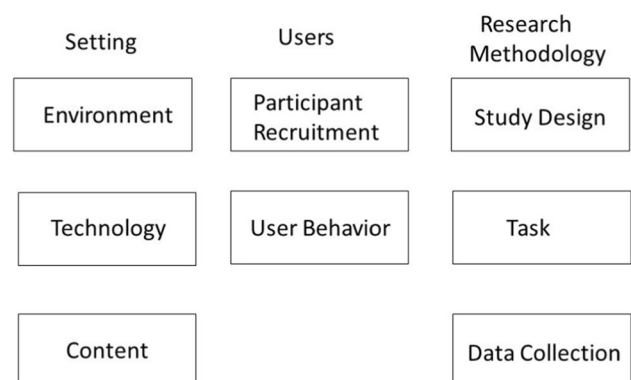 Setting
Users
Research
Methodology
Environment
Participant
Recruitment
Study Design
Technology
User Behavior
Task
Content
Data Collection